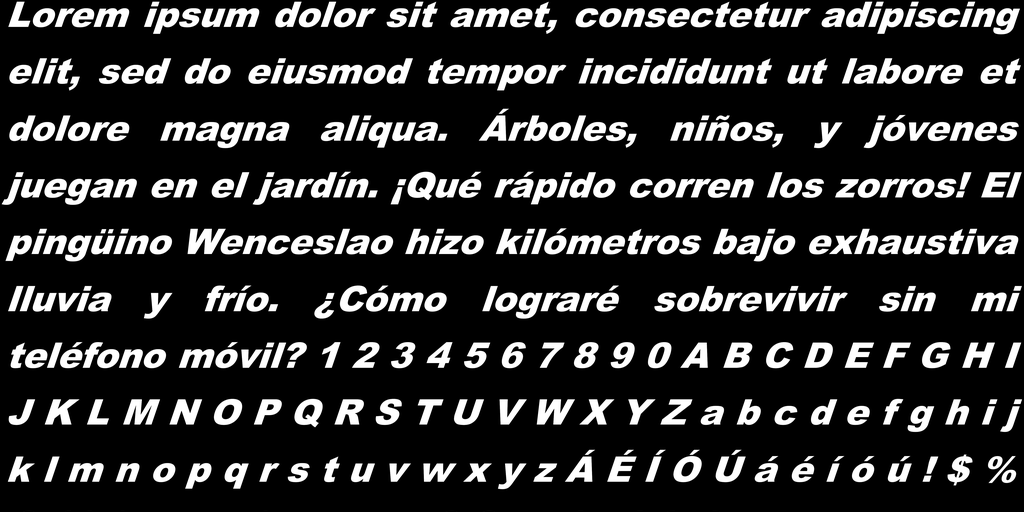 Lorem ipsum dolor sit amet, consectetur adipiscing
elit, sed do eiusmod tempor incididunt ut labore et
dolore magna aliqua. Árboles, niños, y jóvenes
juegan en el jardín. ¡Qué rápido corren los zorros! El
pingüino Wenceslao hizo kilómetros bajo exhaustiva
lluvia y frío. ¿Cómo lograré sobrevivir sin mi
teléfono móvil? 1 2 3 4 5 6 7 8 9 0 A B C D E F G H I
J K L M N O P Q R S T U V W X Y Z a b c d e f g h i j
k l m n o p q r s t u v w x y z Á É Í Ó Ú á é í ó ú ! $ %